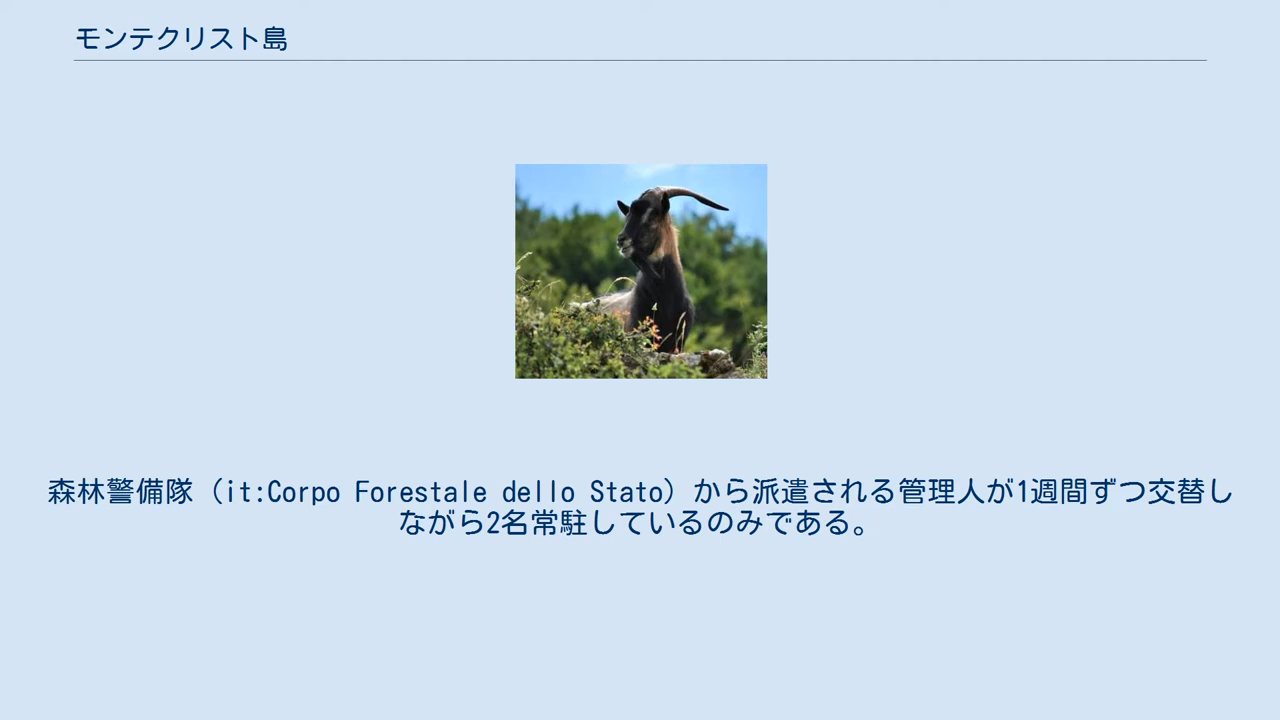 モンテクリスト島
森林警備隊（it:Corpo Forestale dello Stato）から派遣される管理人が1週間ずつ交替し
ながら2名常駐しているのみである。